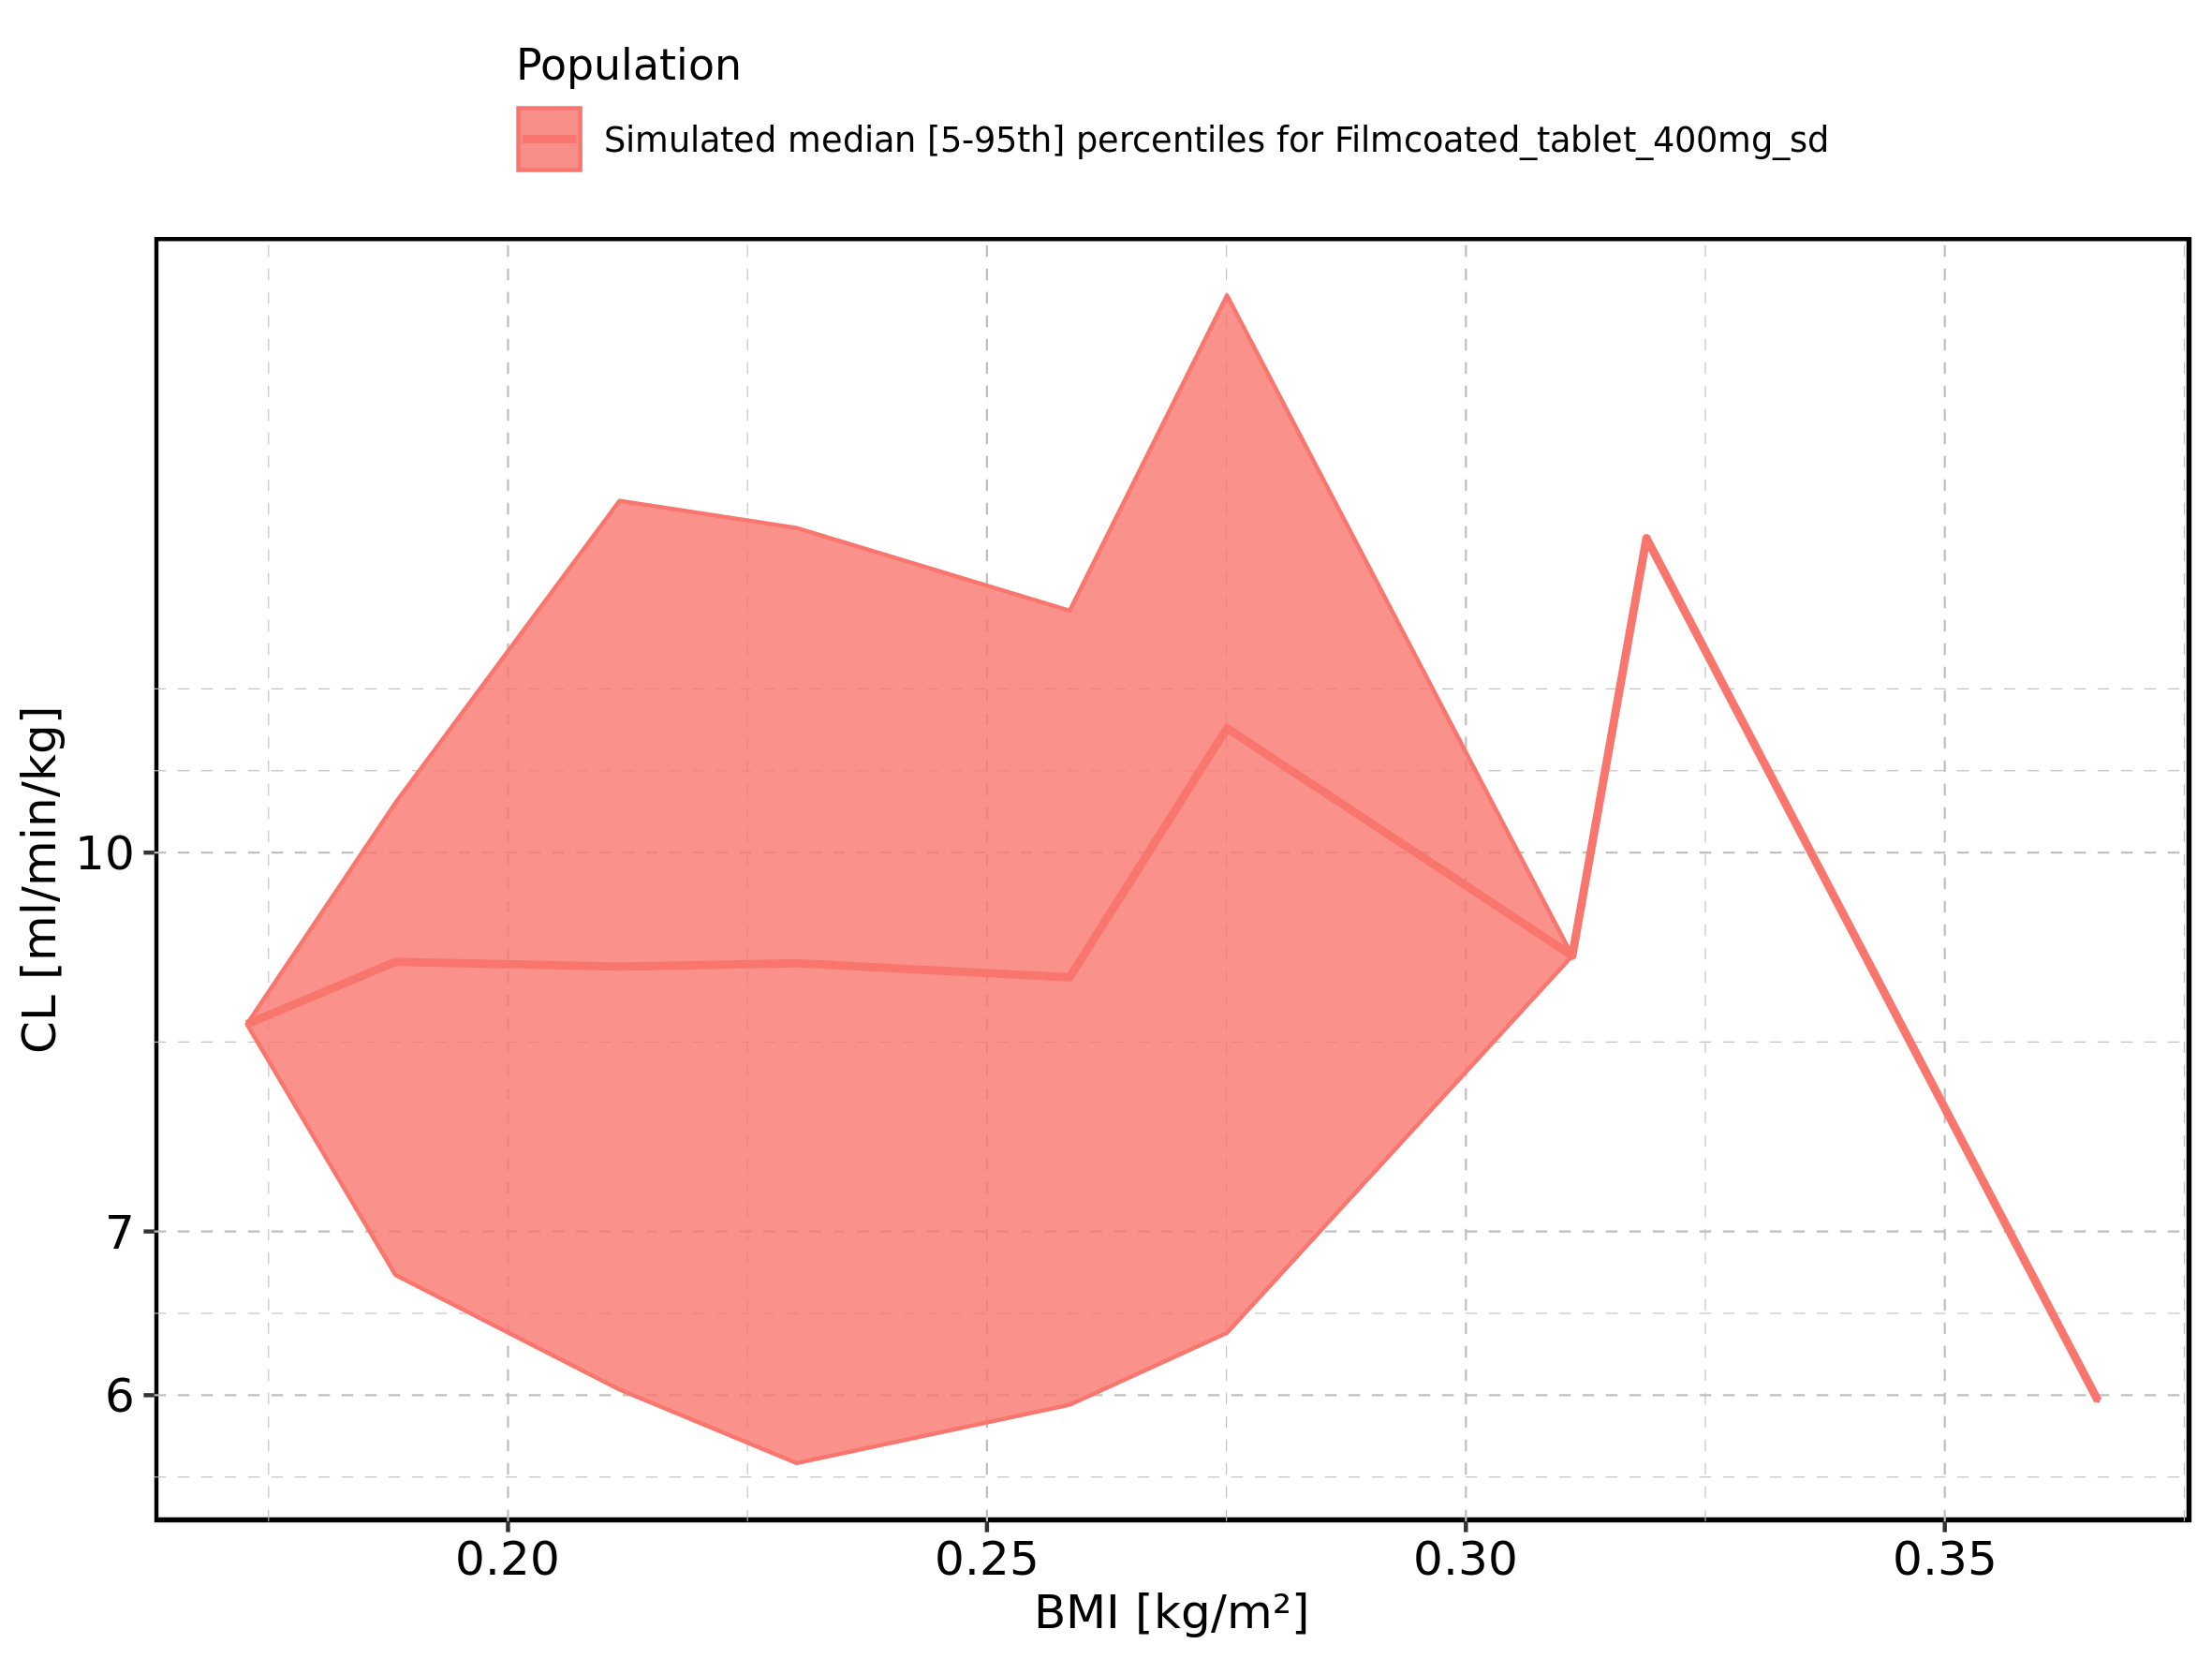 Population
Simulated median [5-95th] percentiles for Filmcoated_tablet_400mg_sd
CL [ml/min/kg]
10
7
6
0.20 0.25 0.30 0.35
BMI [kg/m²]